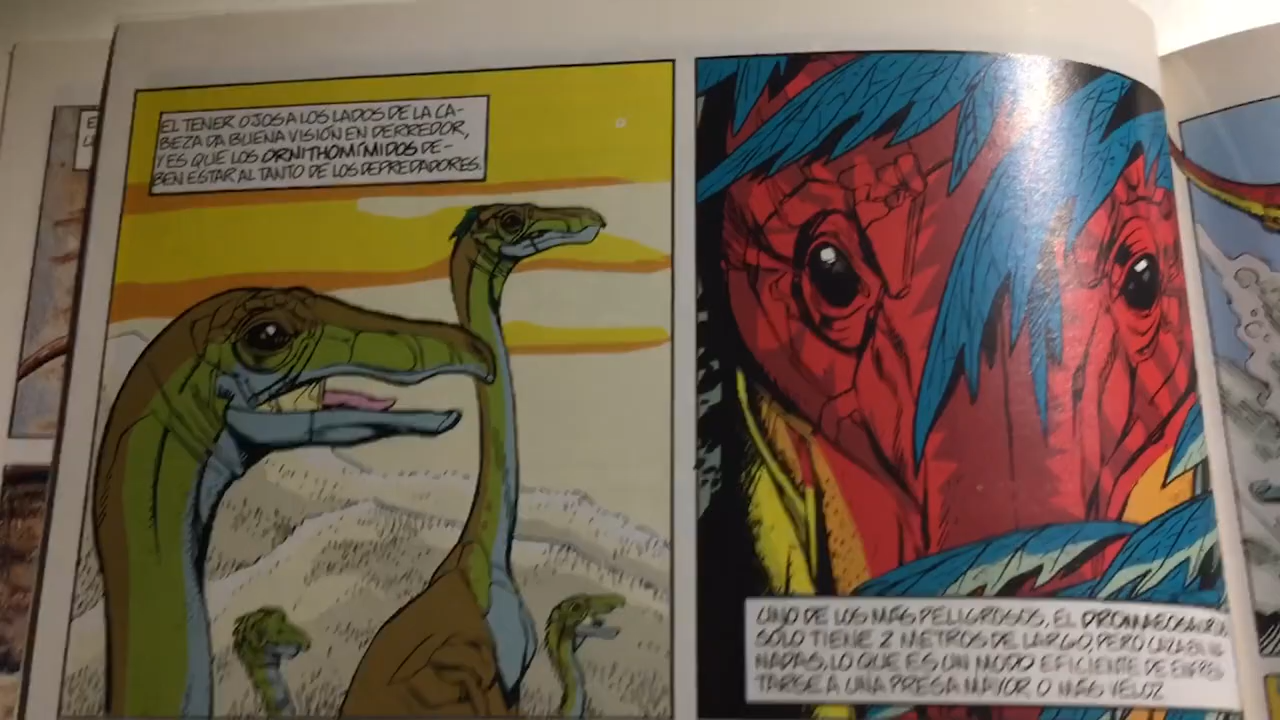 EL TENER OJOS A LOS LADOS DE LA CA-
BEZA DA BUENA VISIÓN EN DERREDOR,
Y ES QUE LOS ORNITHOMÍMIDOS DE-
BEN ESTAR AL TANTO DE LOS DEPREDADORES.
UNO DE LOS MÁS PELIGROSOS, EL
SÓLO TIENE 2 METROS DE LARGO, PERO CAZA EN
NADAS, LO QUE ES UN MODO EFICIENTE DE ENFREN-
TARSE A UNA PRESA MAYOR O MÁS VELOZ